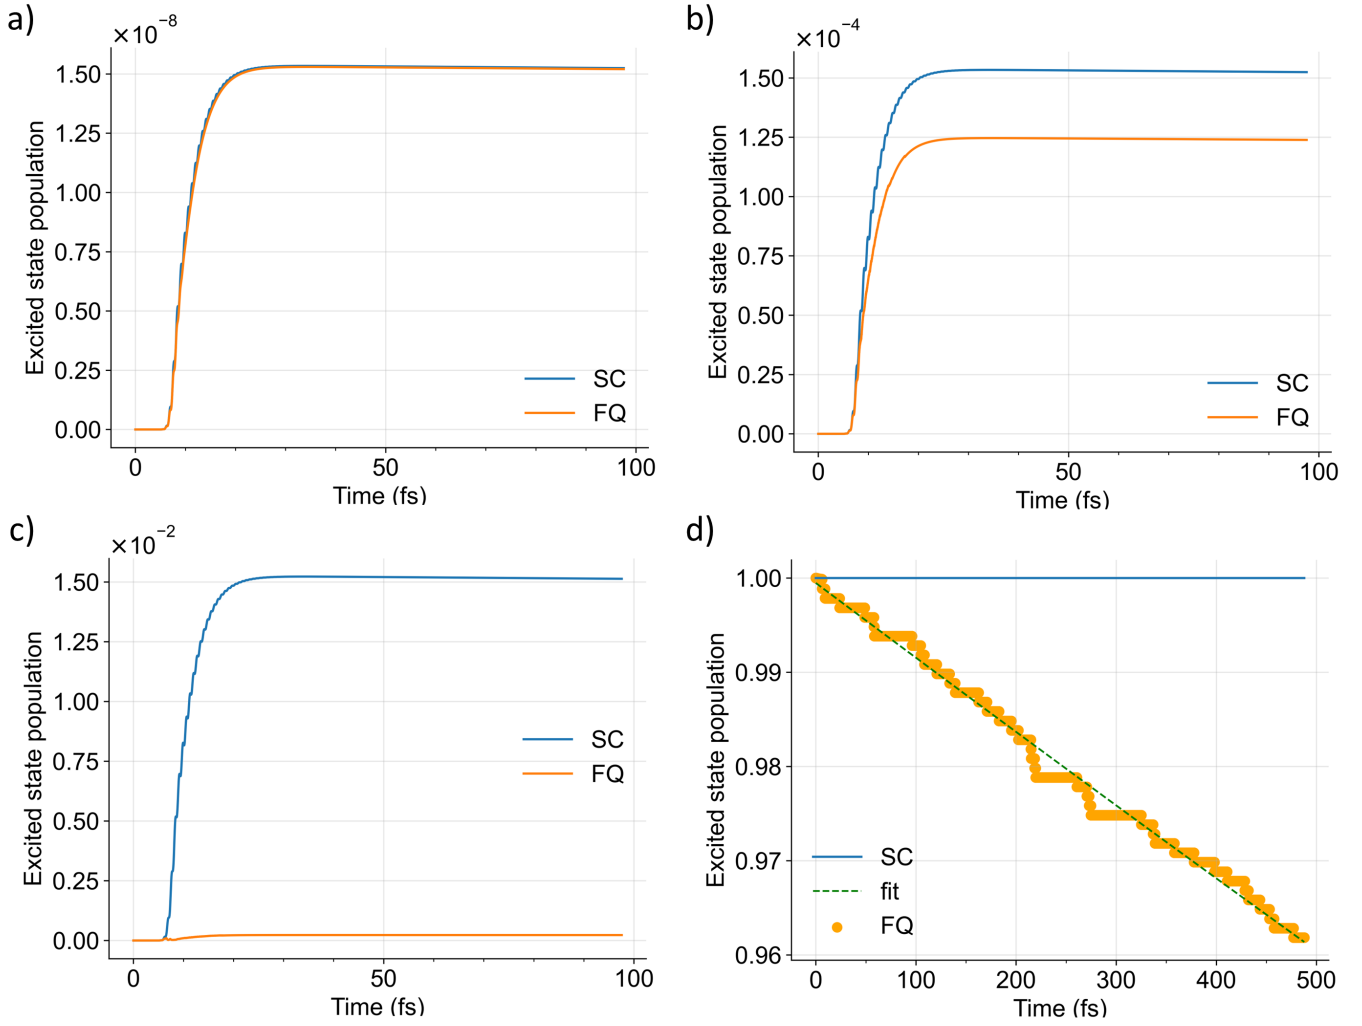 a)
×10⁻⁸
Excited state population
1.50
1.25
1.00
0.75
0.50
0.25
0.00
SC
FQ
0
50
100
Time (fs)
b)
×10⁻⁴
Excited state population
1.50
1.25
1.00
0.75
0.50
0.25
0.00
SC
FQ
0
50
100
Time (fs)
c)
×10⁻²
Excited state population
1.50
1.25
1.00
0.75
0.50
0.25
0.00
SC
FQ
0
50
100
Time (fs)
d)
Excited state population
1.00
0.99
0.98
0.97
0.96
SC
fit
FQ
0
100
200
300
400
500
Time (fs)